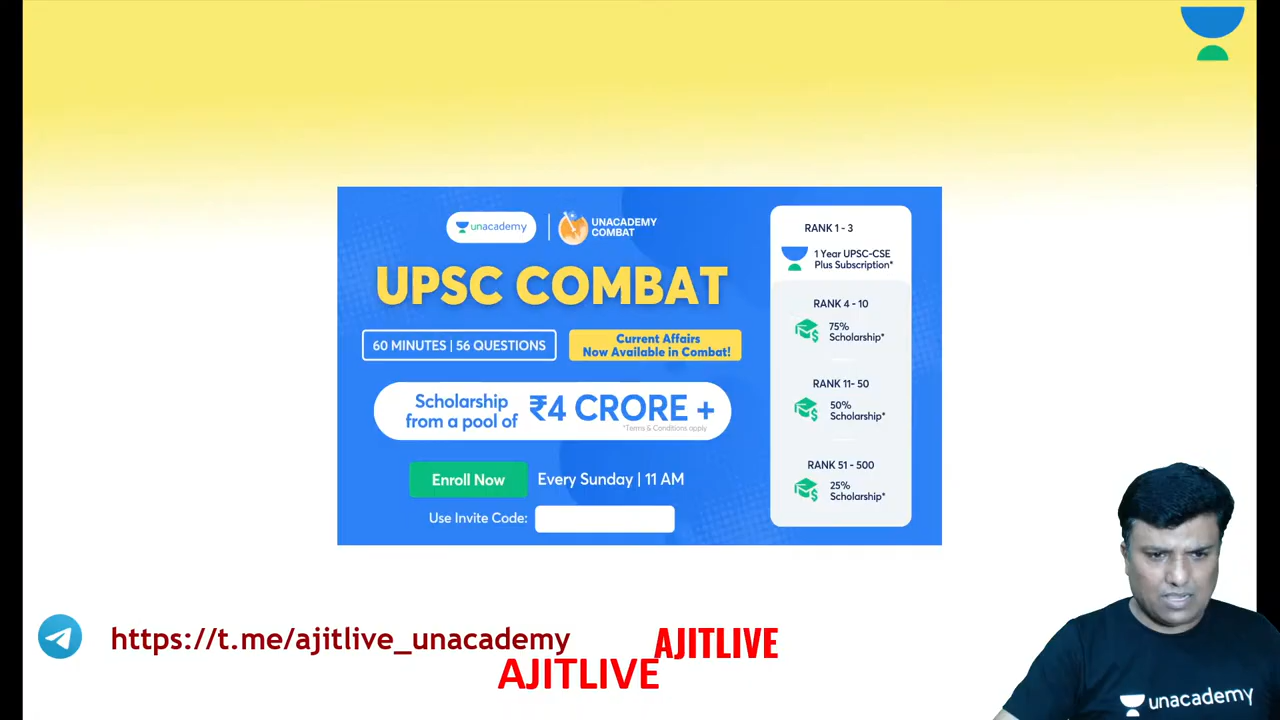 unacademy
UNACADEMY
COMBAT
UPSC COMBAT
60 MINUTES | 56 QUESTIONS
Current Affairs
Now Available in Combat!
Scholarship
from a pool of
₹4 CRORE +
*Terms & Conditions apply
Enroll Now
Every Sunday | 11 AM
Use Invite Code:
RANK 1 - 3
1 Year UPSC-CSE
Plus Subscription*
RANK 4 - 10
75%
Scholarship*
RANK 11- 50
50%
Scholarship*
RANK 51 - 500
25%
Scholarship*
https://t.me/ajitlive_unacademy
AJITLIVE
AJITLIVE
unacademy